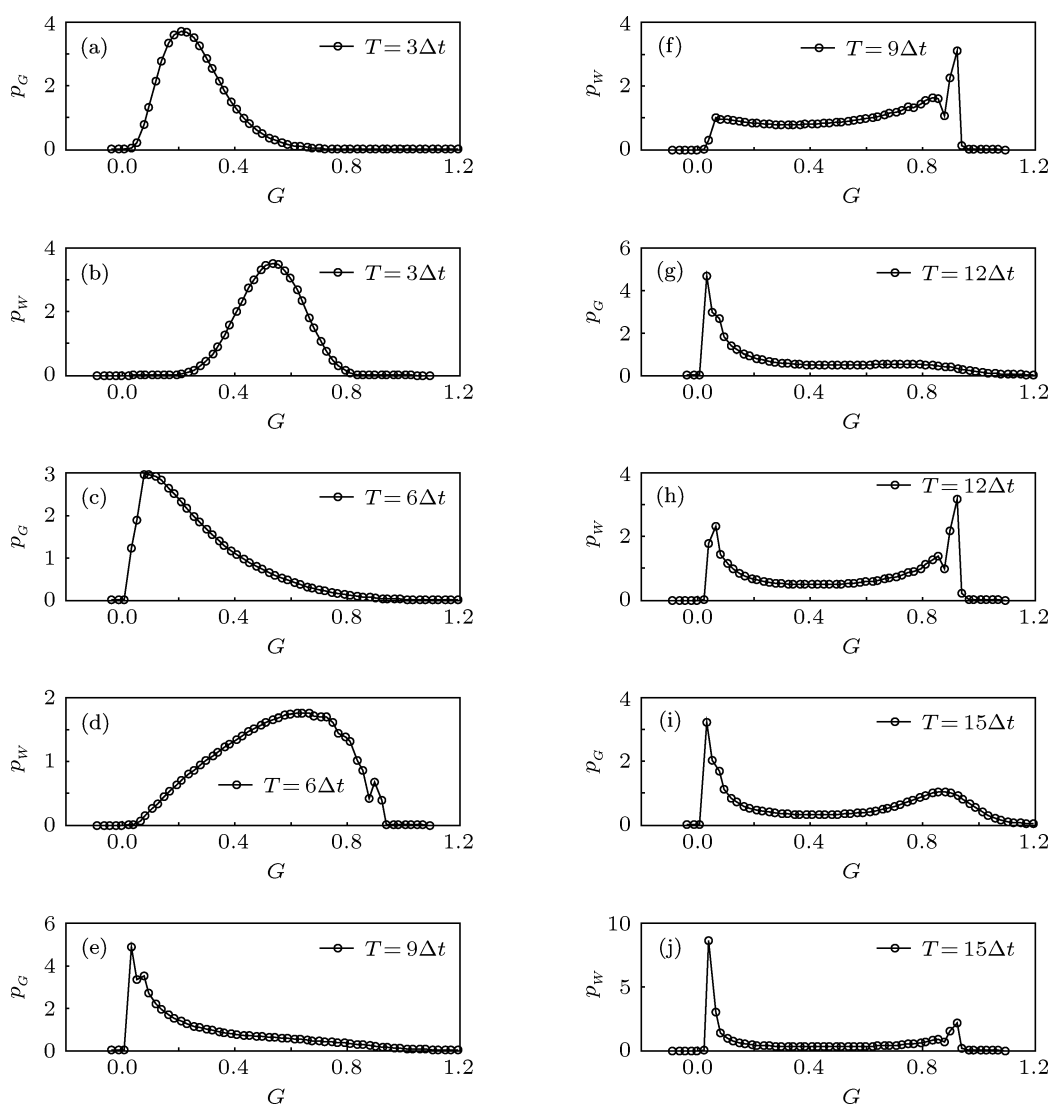 4
(a)
T = 3Δt
2
p_G
0
0.0 0.4 0.8 1.2
G
4
(b)
T = 3Δt
2
p_W
0
0.0 0.4 0.8 1.2
G
3
(c)
T = 6Δt
2
p_G
1
0
0.0 0.4 0.8 1.2
G
2
(d)
p_W
1
T = 6Δt
0
0.0 0.4 0.8 1.2
G
6
(e)
T = 9Δt
4
p_G
2
0
0.0 0.4 0.8 1.2
G
4
(f)
T = 9Δt
p_W
2
0
0.0 0.4 0.8 1.2
G
6
(g)
T = 12Δt
4
p_G
2
0
0.0 0.4 0.8 1.2
G
4
(h)
T = 12Δt
p_W
2
0
0.0 0.4 0.8 1.2
G
4
(i)
T = 15Δt
p_G
2
0
0.0 0.4 0.8 1.2
G
10
(j)
T = 15Δt
p_W
5
0
0.0 0.4 0.8 1.2
G